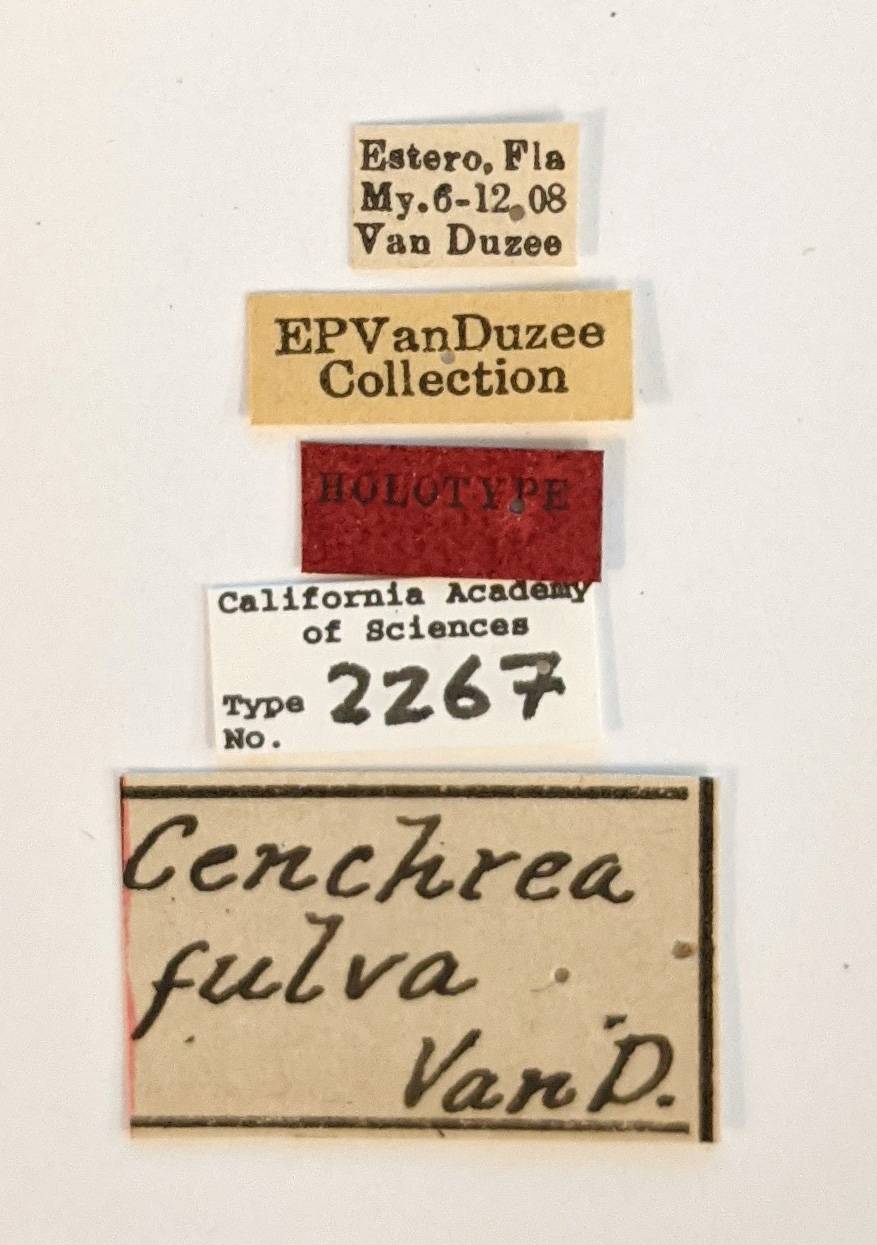 Estero, Fla
My.6-12.08
Van Duzee
EPVanDuzee
Collection
HOLOTYPE
California Academy
of Sciences
Type
No. 2267
Cenchrea
fulva
VanD.